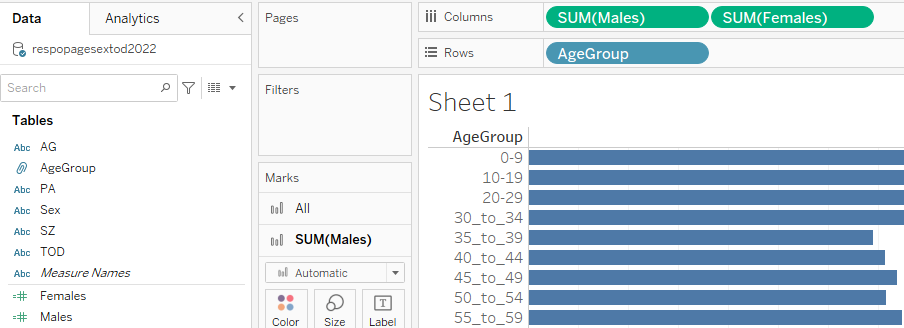 Data
Analytics
respopagesextod2022
Search
Tables
Abc AG
AgeGroup
Abc PA
Abc Sex
Abc SZ
Abc TOD
Abc Measure Names
Females
Males
Pages
Filters
Marks
All
SUM(Males)
Automatic
Color
Size
T
Label
Columns
SUM(Males)
SUM(Females)
Rows
AgeGroup
Sheet 1
AgeGroup
0-9
10-19
20-29
30_to_34
35_to_39
40_to_44
45_to_49
50_to_54
55_to_59